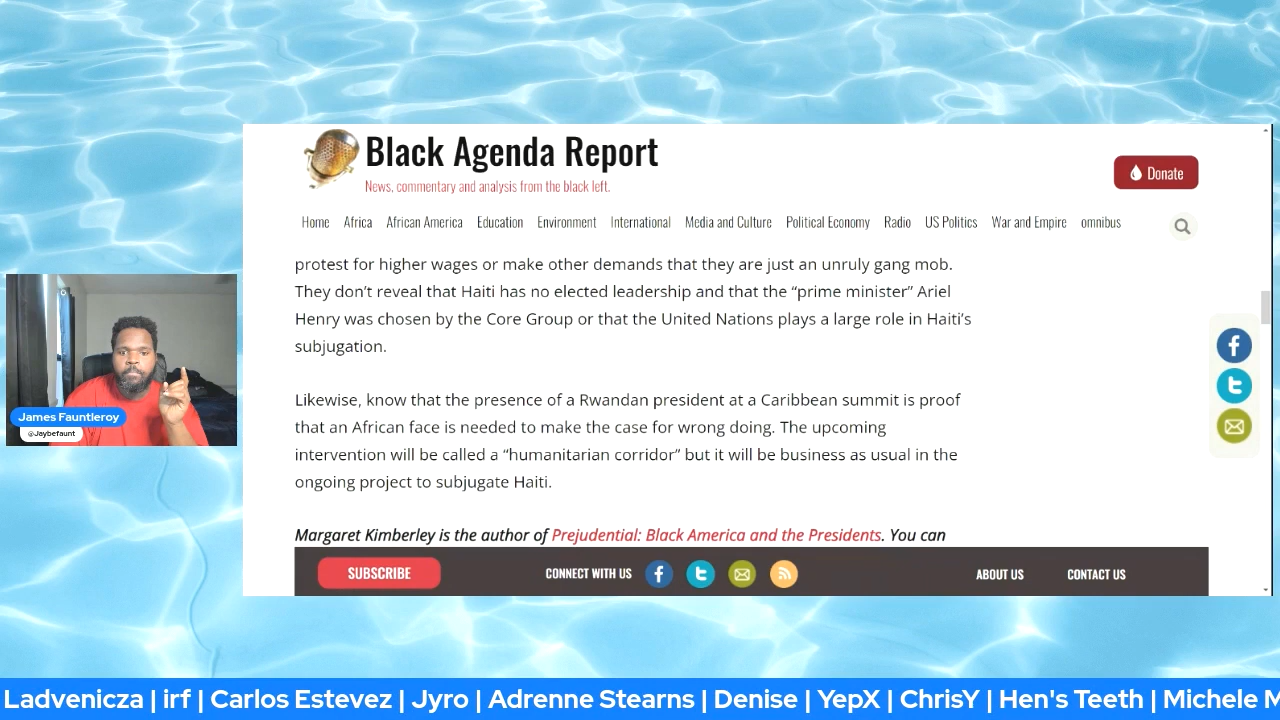 Black Agenda Report
News, commentary and analysis from the black left.
Donate
Home Africa African America Education Environment International Media and Culture Political Economy Radio US Politics War and Empire omnibus
protest for higher wages or make other demands that they are just an unruly gang mob.
They don’t reveal that Haiti has no elected leadership and that the “prime minister” Ariel
Henry was chosen by the Core Group or that the United Nations plays a large role in Haiti’s
subjugation.
Likewise, know that the presence of a Rwandan president at a Caribbean summit is proof
that an African face is needed to make the case for wrong doing. The upcoming
intervention will be called a “humanitarian corridor” but it will be business as usual in the
ongoing project to subjugate Haiti.
Margaret Kimberley is the author of Prejudential: Black America and the Presidents. You can
SUBSCRIBE CONNECT WITH US ABOUT US CONTACT US
James Fauntleroy
@Jaybefaunt
Ladvenicza | irf | Carlos Estevez | Jyro | Adrenne Stearns | Denise | YepX | ChrisY | Hen's Teeth | Michele M